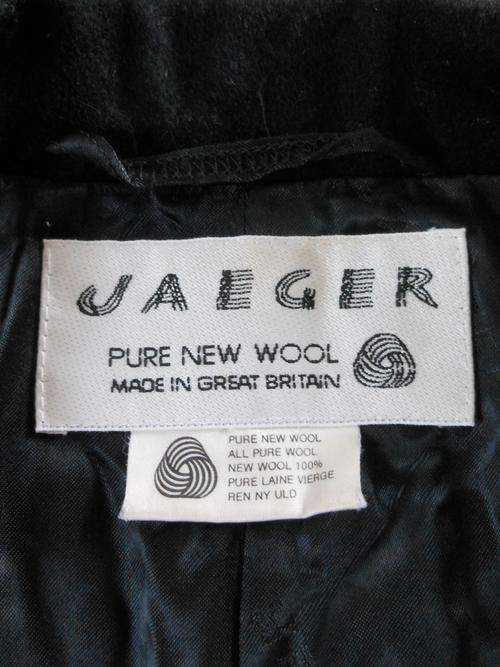 JAEGER
PURE NEW WOOL
MADE IN GREAT BRITAIN
PURE NEW WOOL
ALL PURE WOOL
NEW WOOL 100%
PURE LAINE VIERGE
REN NY ULD